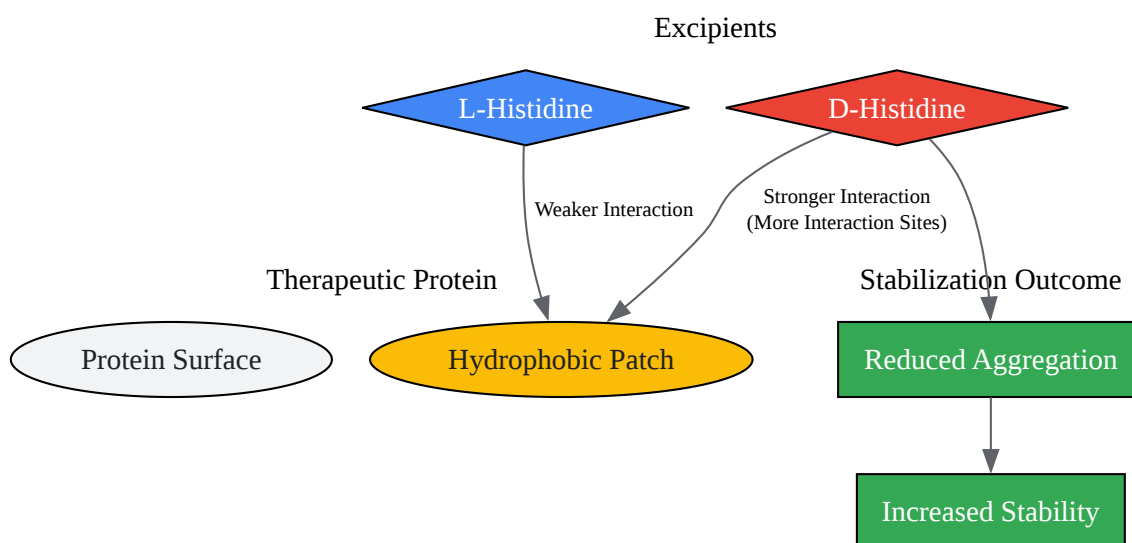 Excipients
L-Histidine
D-Histidine
Weaker Interaction
Stronger Interaction
(More Interaction Sites)
Therapeutic Protein
Stabilization Outcome
Protein Surface
Hydrophobic Patch
Reduced Aggregation
Increased Stability